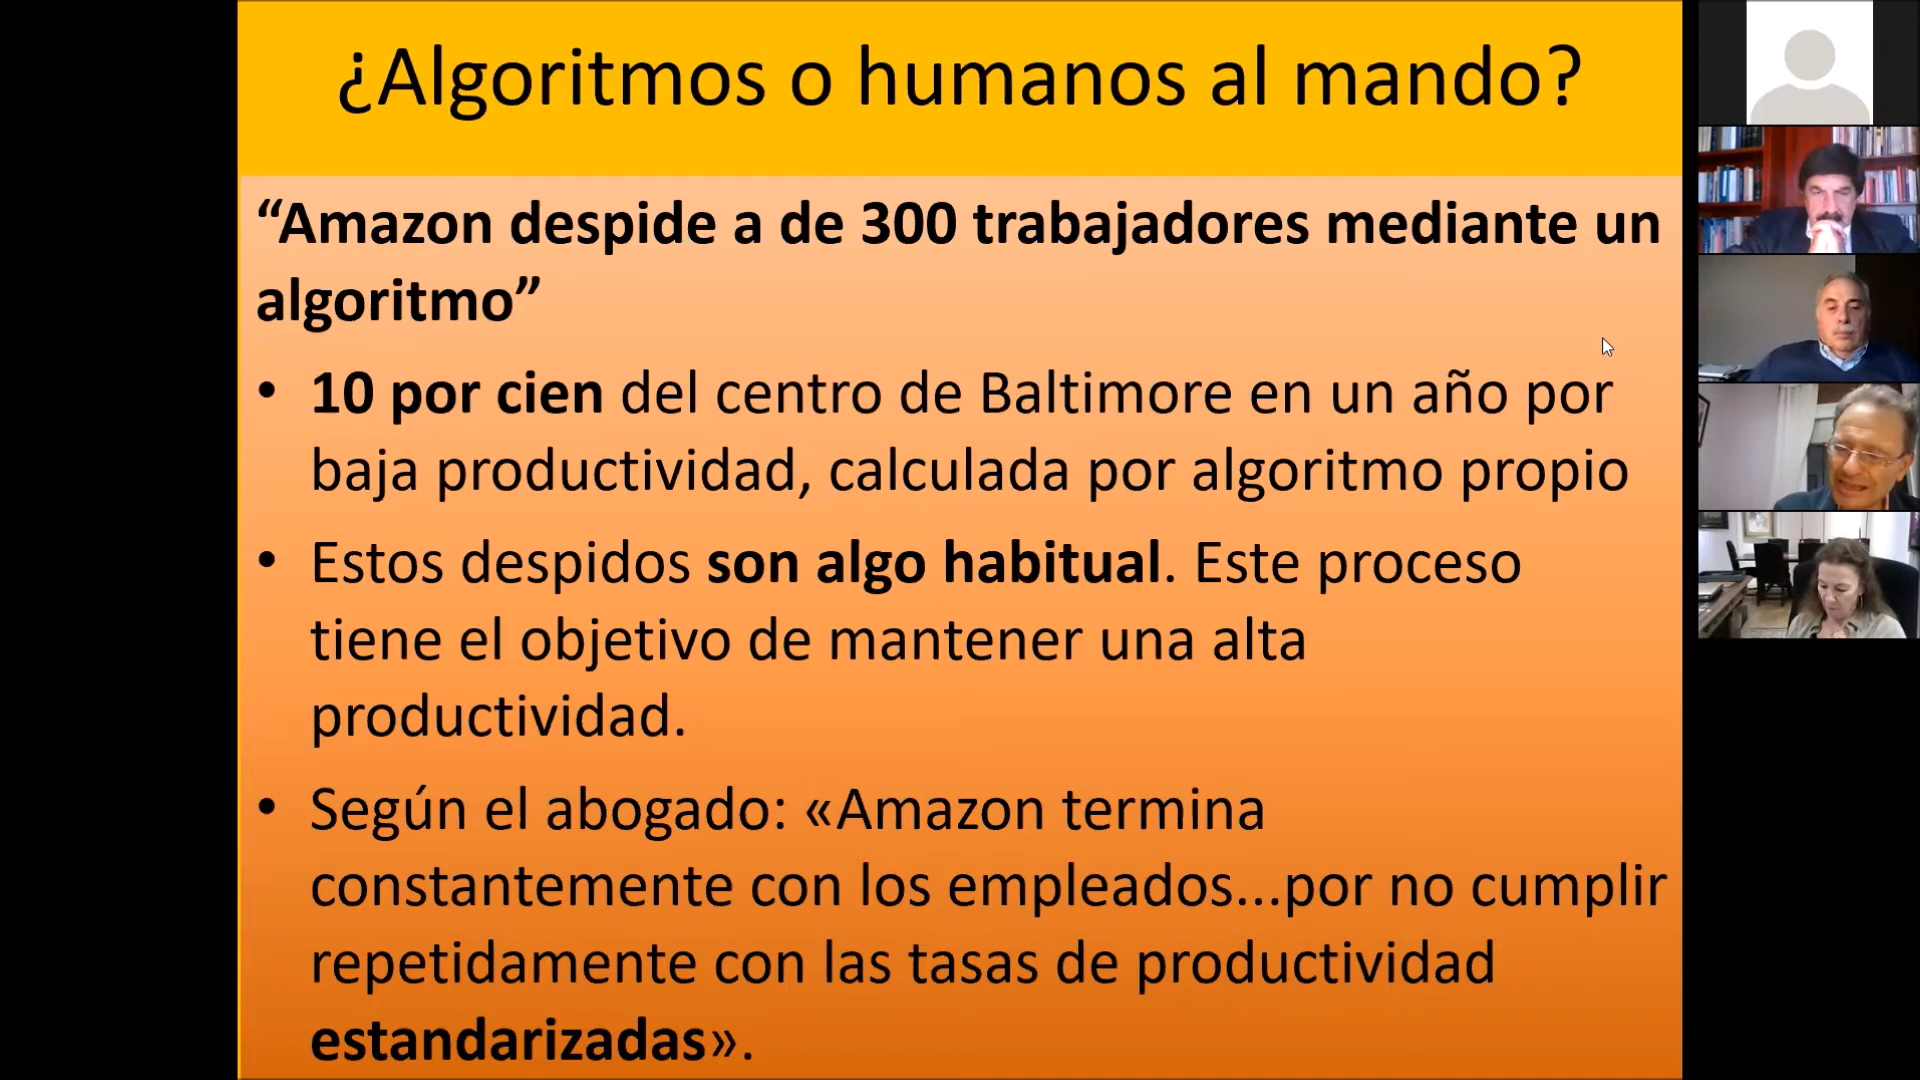 ¿Algoritmos o humanos al mando?
“Amazon despide a de 300 trabajadores mediante un
algoritmo”
• 10 por cien del centro de Baltimore en un año por
baja productividad, calculada por algoritmo propio
• Estos despidos son algo habitual. Este proceso
tiene el objetivo de mantener una alta
productividad.
• Según el abogado: «Amazon termina
constantemente con los empleados...por no cumplir
repetidamente con las tasas de productividad
estandarizadas».